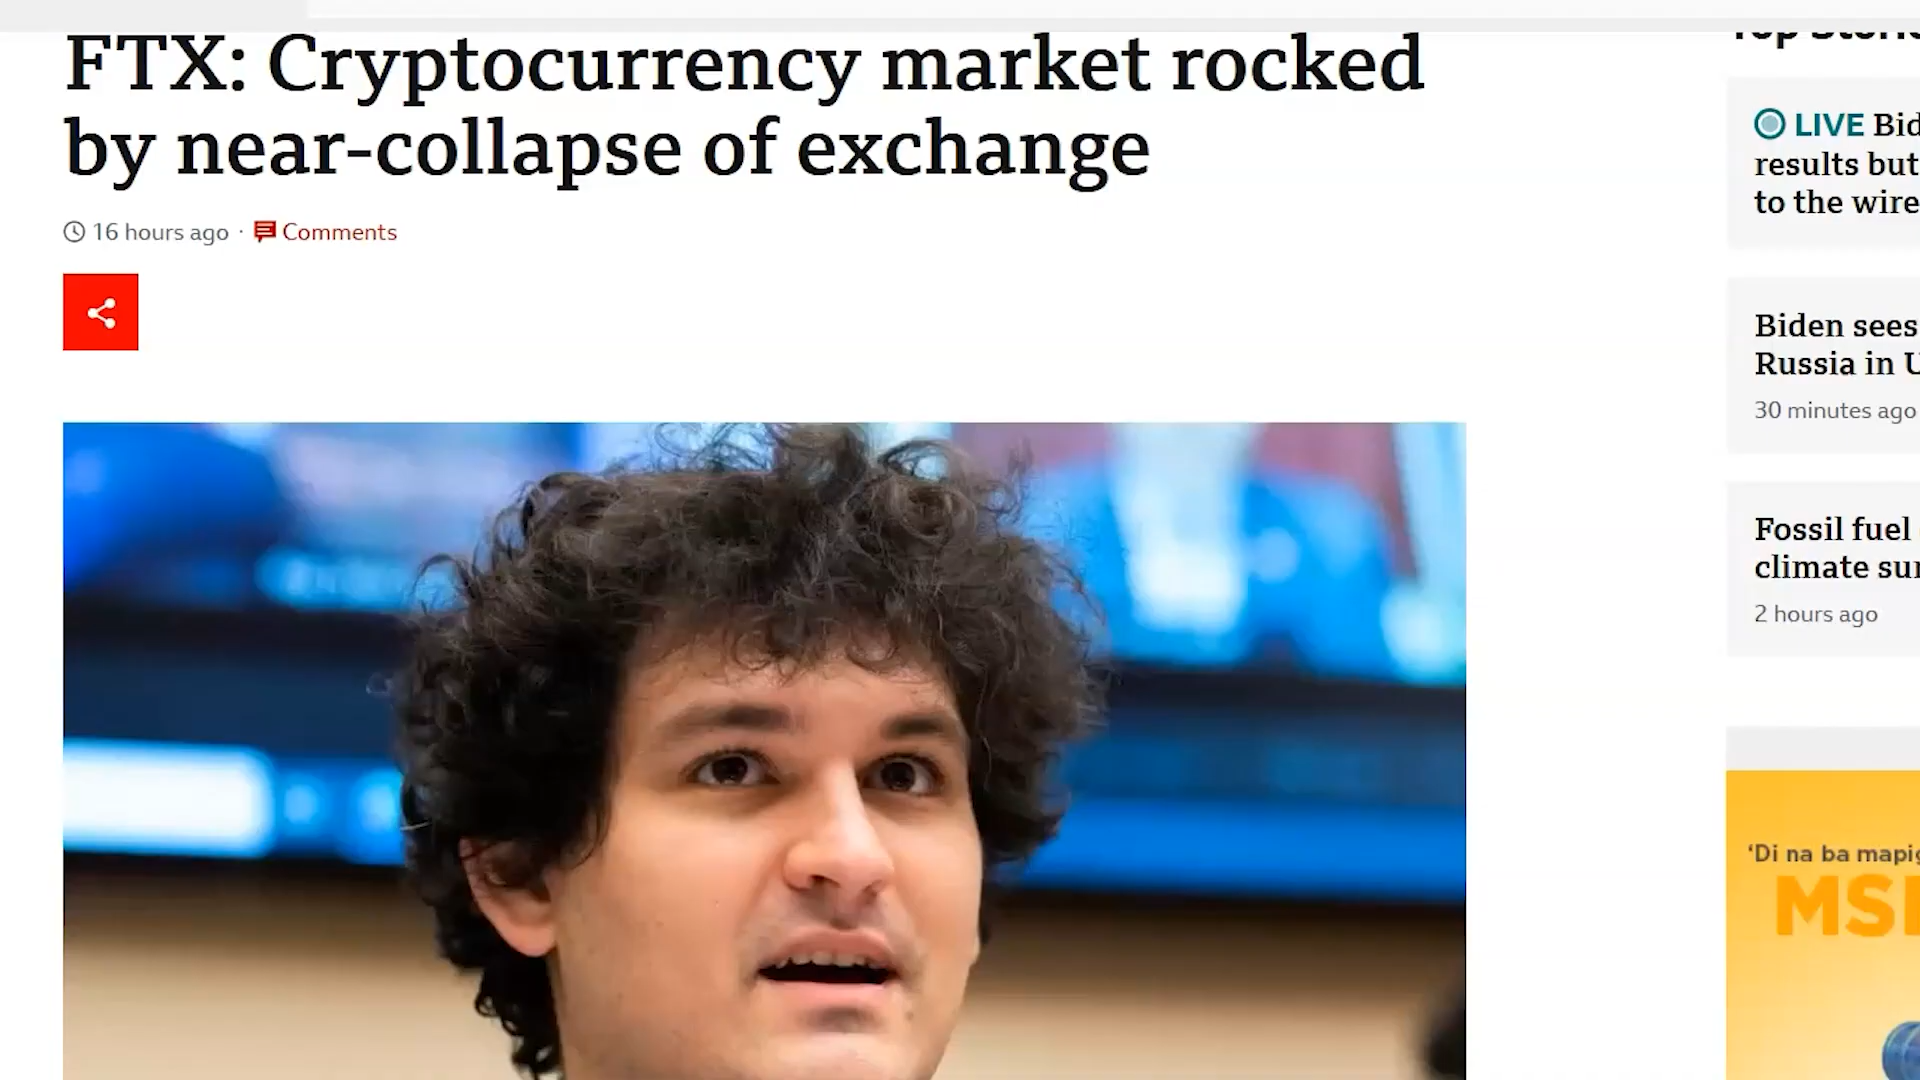 FTX: Cryptocurrency market rocked
by near-collapse of exchange
16 hours ago · Comments
Top
LIVE
results but
to the wire
Biden sees
Russia in
30 minutes ago
Fossil fuel
climate
2 hours ago
‘Di na ba